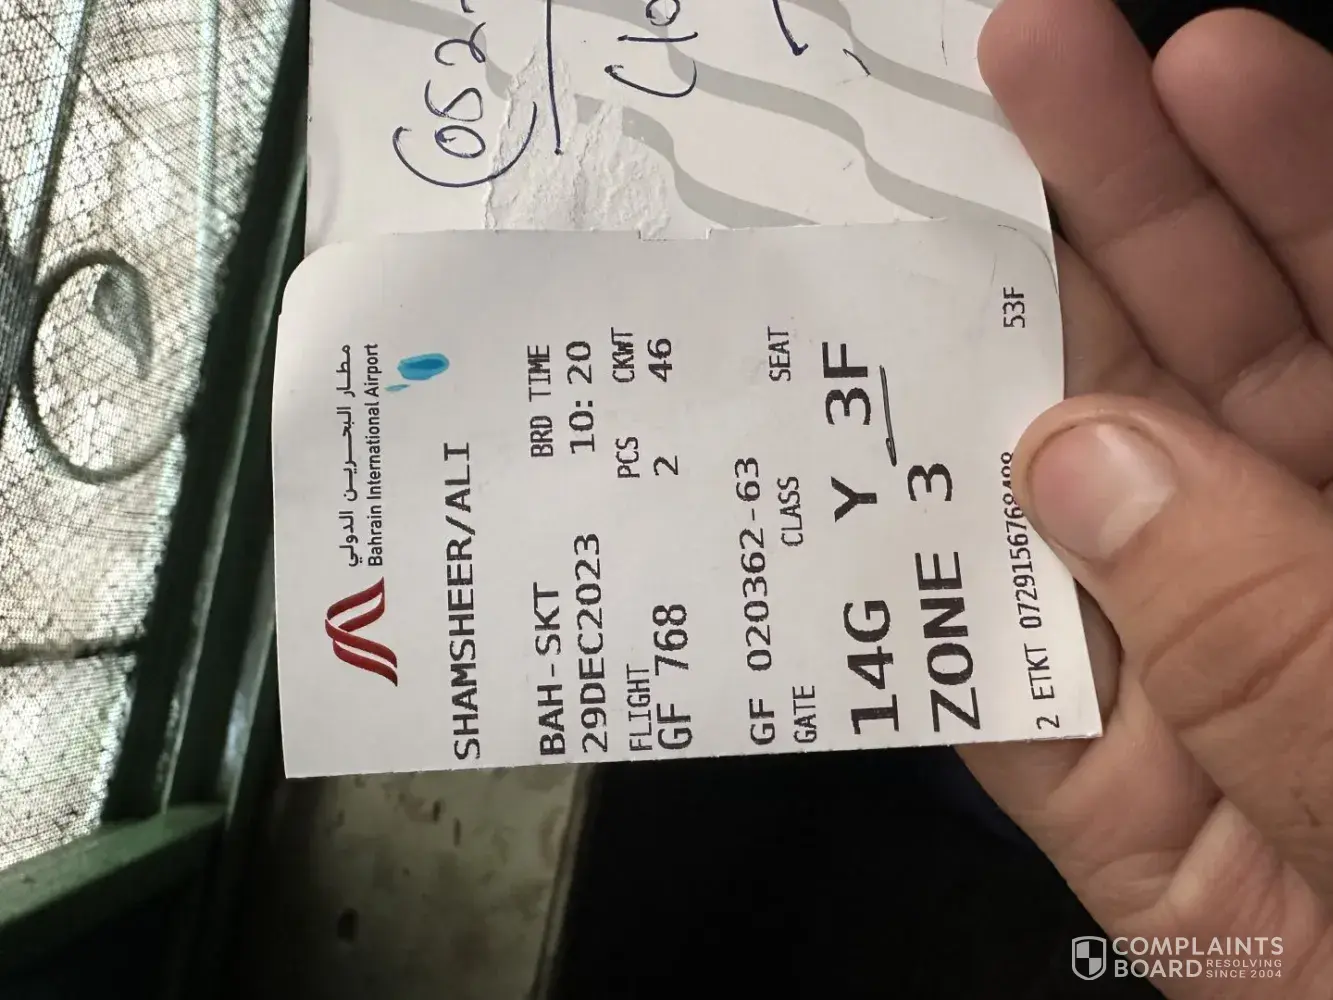 مطار البحرين الدولي
Bahrain International Airport
SHAMSHEER/ALI
BAH-SKT BRD TIME
29DEC2023 10:20
FLIGHT PCS CKWT
GF 768 2 46
GF 020362-63
GATE CLASS SEAT
14G Y 3F
ZONE 3
2 ETKT 0729156768488 53F
COMPLAINTS
BOARD RESOLVING
SINCE 2004